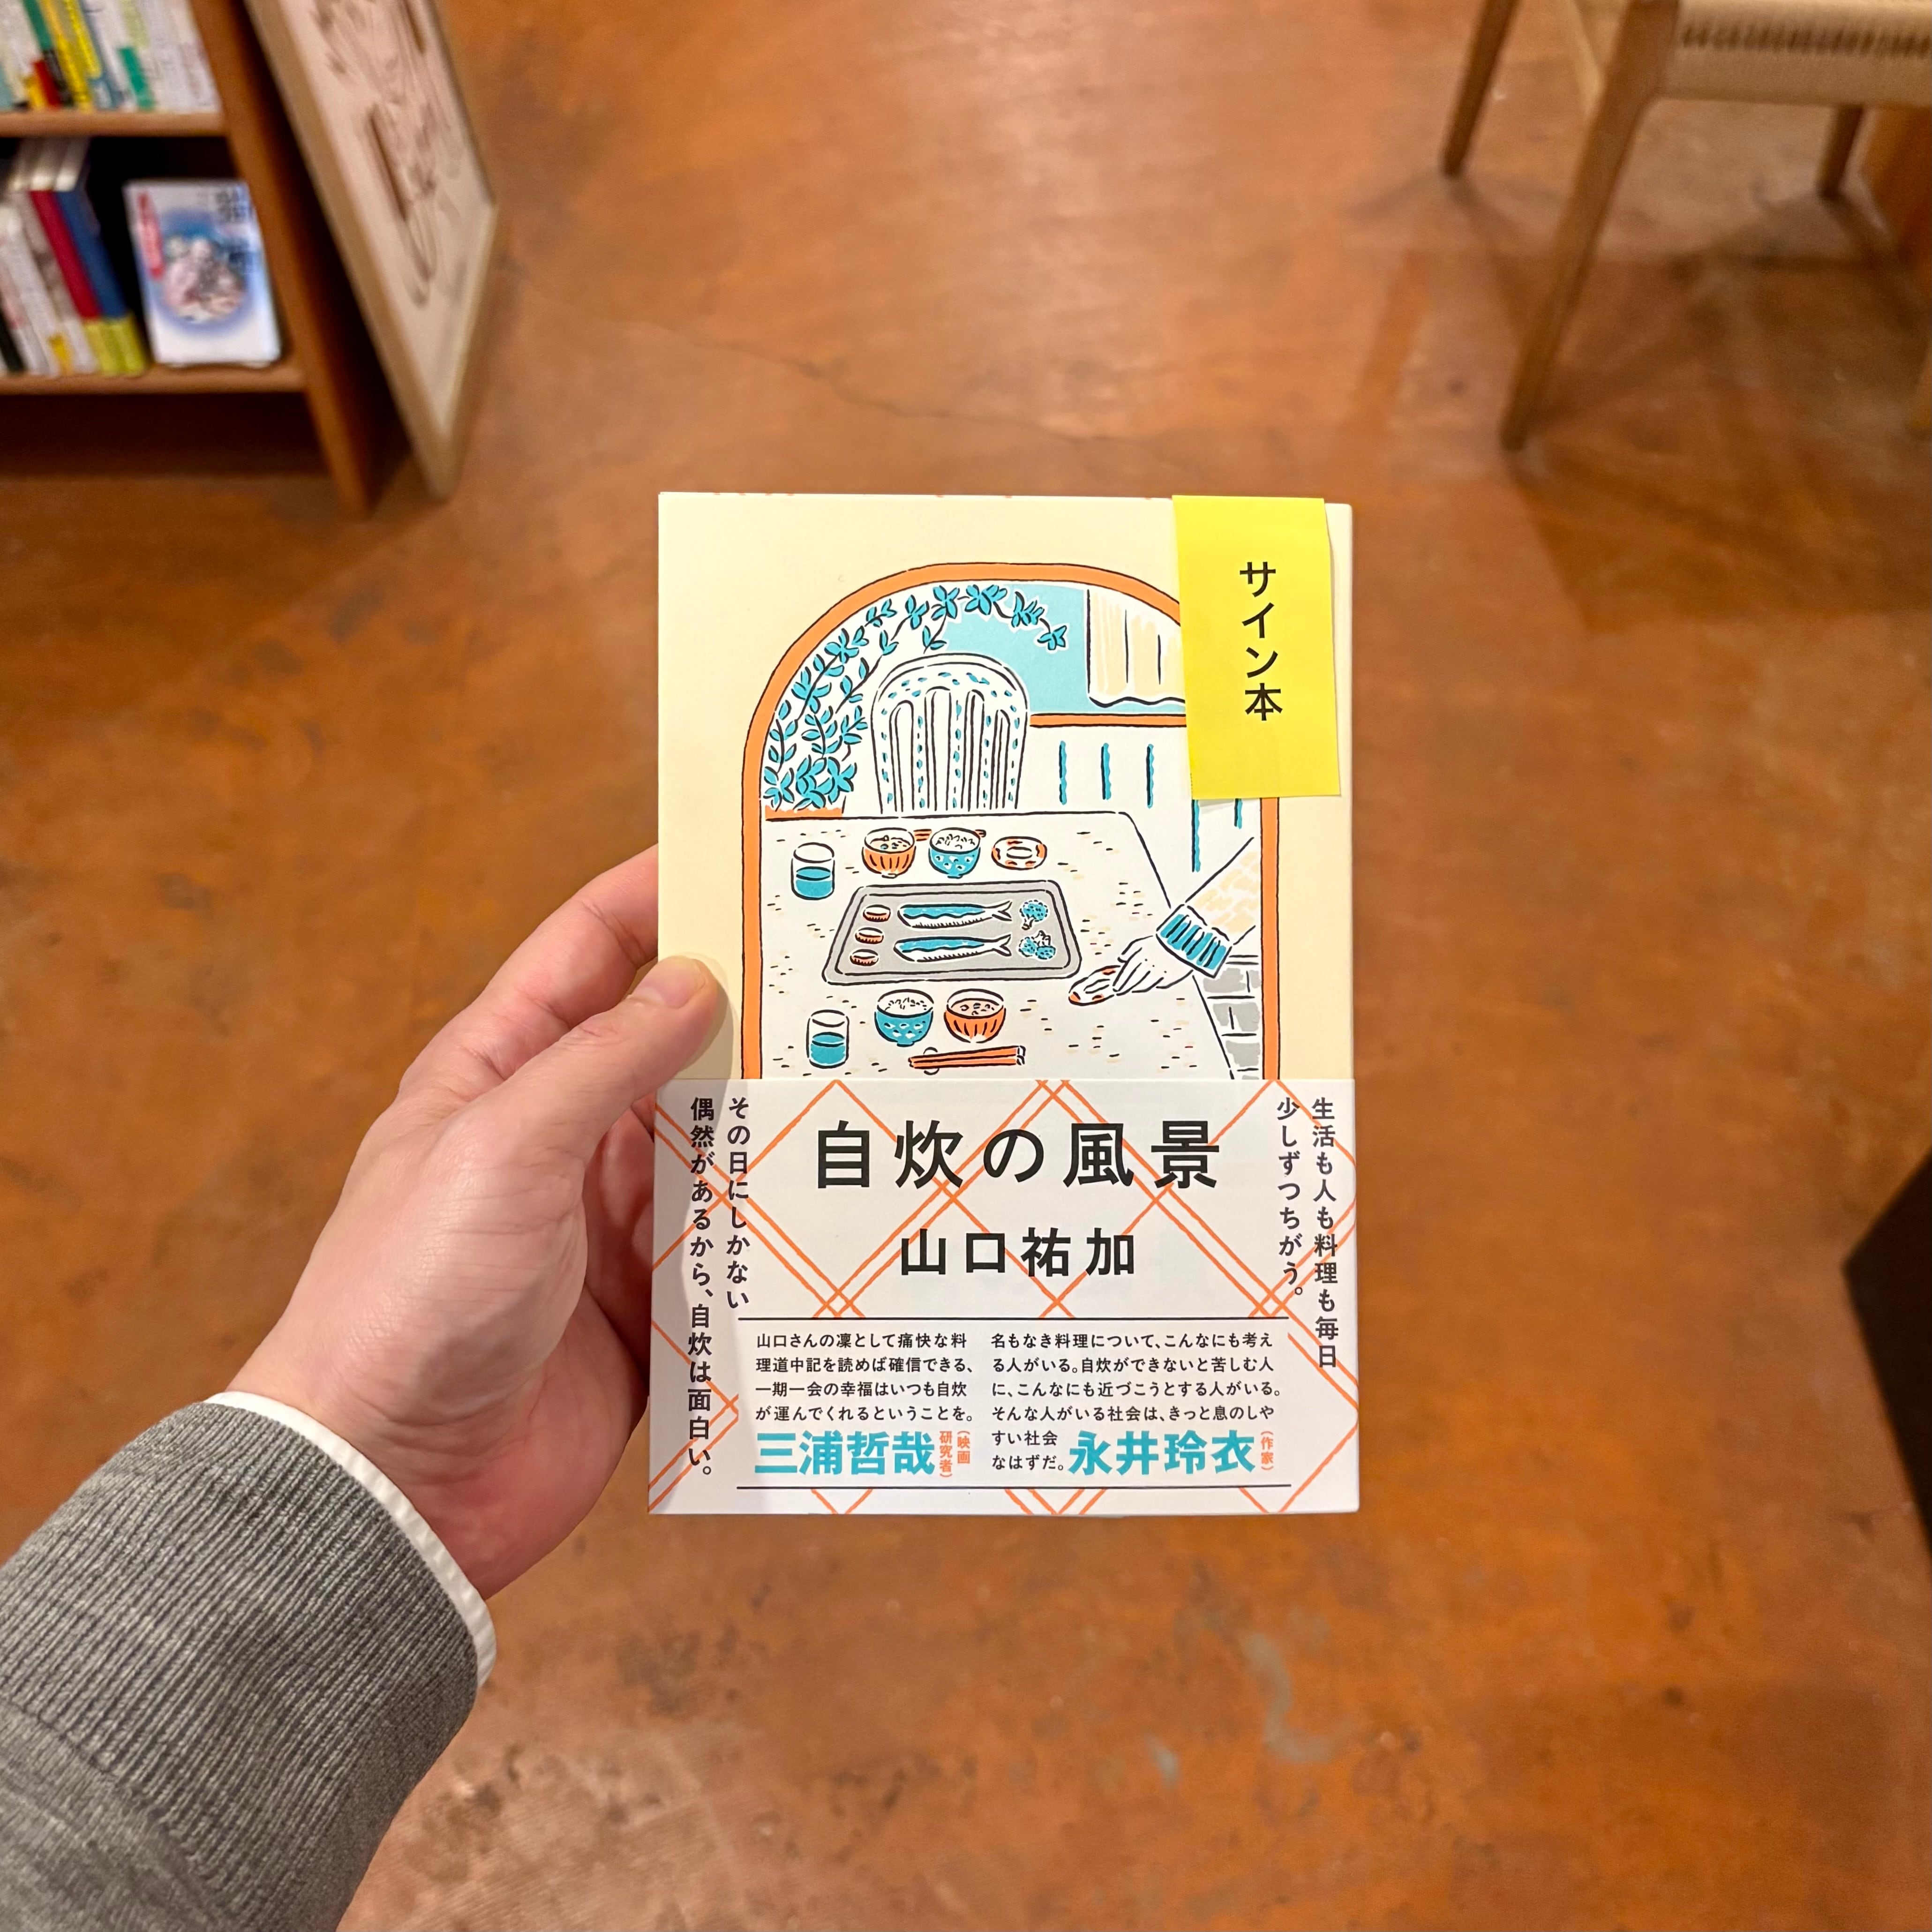 サイン本
自炊の風景
山口祐加
生活も人も料理も毎日
少しずつちがう。
その日にしかない
偶然があるから、自炊は面白い。
山口さんの凜として痛快な料
理道中記を読めば確信できる、
一期一会の幸福はいつも自炊
が運んでくれるということを。
三浦哲哉
(映画
研究者)
名もなき料理について、こんなにも考え
る人がいる。自炊ができないと苦しむ人
に、こんなにも近づこうとする人がいる。
そんな人がいる社会は、きっと息のしや
すい社会
なはずだ。
永井玲衣
(作家)